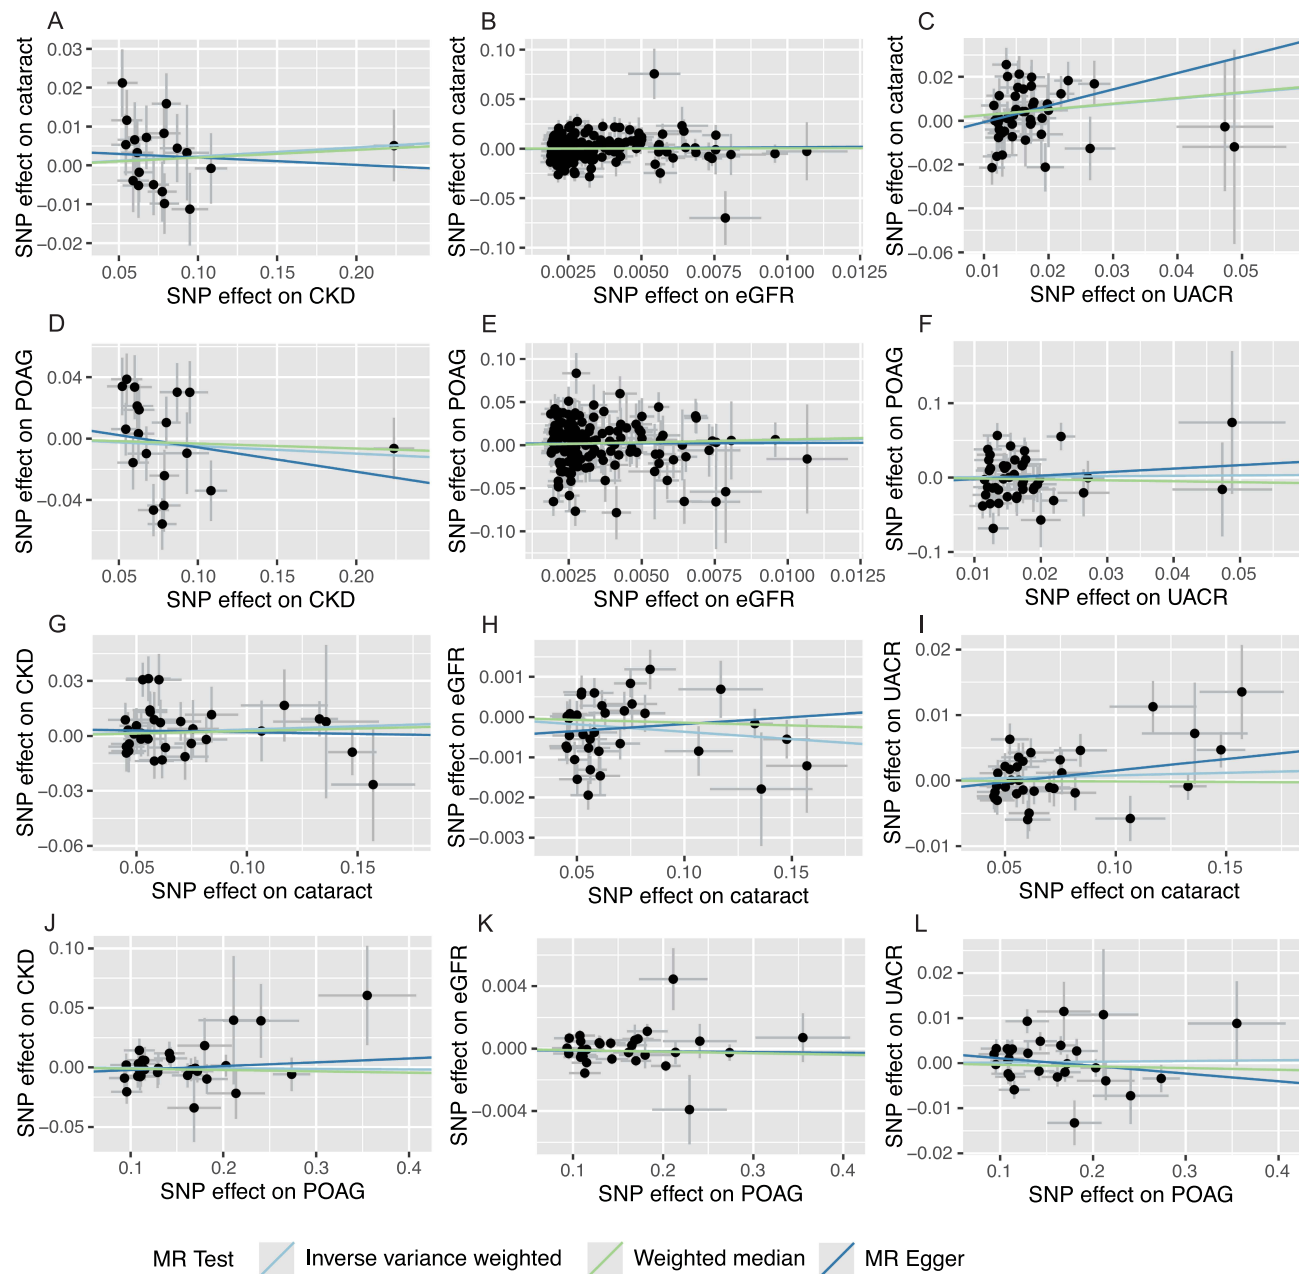 A
SNP effect on cataract
0.03
0.02
0.01
0.00
−0.01
−0.02
0.05
0.10
0.20
SNP effect on CKD
B
SNP effect on cataract
0.10
0.05
0.00
−0.05
−0.10
0.0025
0.0050
0.0075
0.0100
0.0125
SNP effect on eGFR
C
SNP effect on cataract
0.02
0.00
−0.02
−0.04
−0.06
0.01
0.02
0.03
0.04
0.05
SNP effect on UACR
D
SNP effect on POAG
0.04
0.00
−0.04
0.05
0.10
0.20
SNP effect on CKD
E
SNP effect on POAG
0.10
0.05
0.00
−0.05
−0.10
0.0025
0.0050
0.0075
0.0100
0.0125
SNP effect on eGFR
F
SNP effect on POAG
0.1
0.0
−0.1
0.01
0.02
0.03
0.04
0.05
SNP effect on UACR
G
SNP effect on CKD
0.03
0.00
−0.03
−0.06
0.05
0.10
0.15
SNP effect on cataract
H
SNP effect on eGFR
0.001
0.000
−0.001
−0.002
−0.003
0.05
0.10
0.15
SNP effect on cataract
I
SNP effect on UACR
0.02
0.01
0.00
−0.01
0.05
0.10
0.15
SNP effect on cataract
J
SNP effect on CKD
0.10
0.05
0.00
−0.05
0.1
0.2
0.3
0.4
SNP effect on POAG
K
SNP effect on eGFR
0.004
0.000
−0.004
0.1
0.2
0.3
0.4
SNP effect on POAG
L
SNP effect on UACR
0.02
0.01
0.00
−0.01
−0.02
0.1
0.2
0.3
0.4
SNP effect on POAG
MR Test
Inverse variance weighted
Weighted median
MR Egger